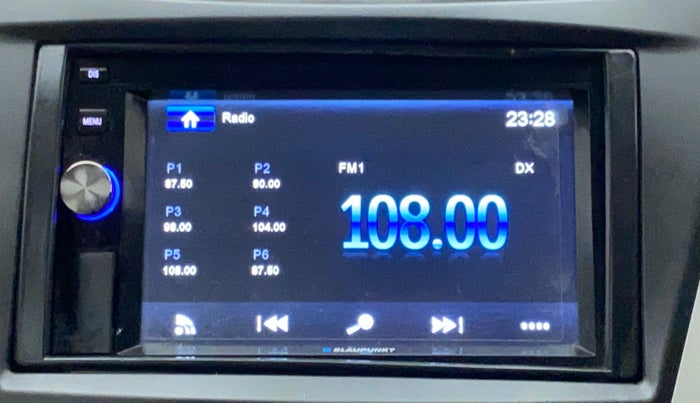 DIS
MENU
Radio
23:28
P1
87.50
P2
90.00
FM1
DX
P3
98.00
P4
104.00
108.00
P5
108.00
P6
87.50
BLAUPUNKT